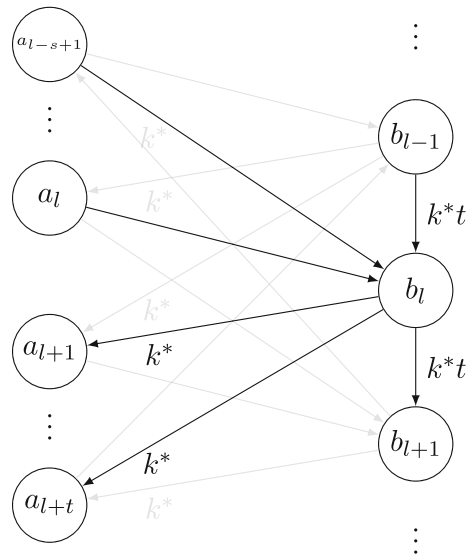 a_{l-s+1}
⋮
k*
b_{l-1}
⋮
a_l
k*
k*t
b_l
k*
a_{l+1}
k*
k*t
⋮
b_{l+1}
k*
a_{l+t}
k*
⋮